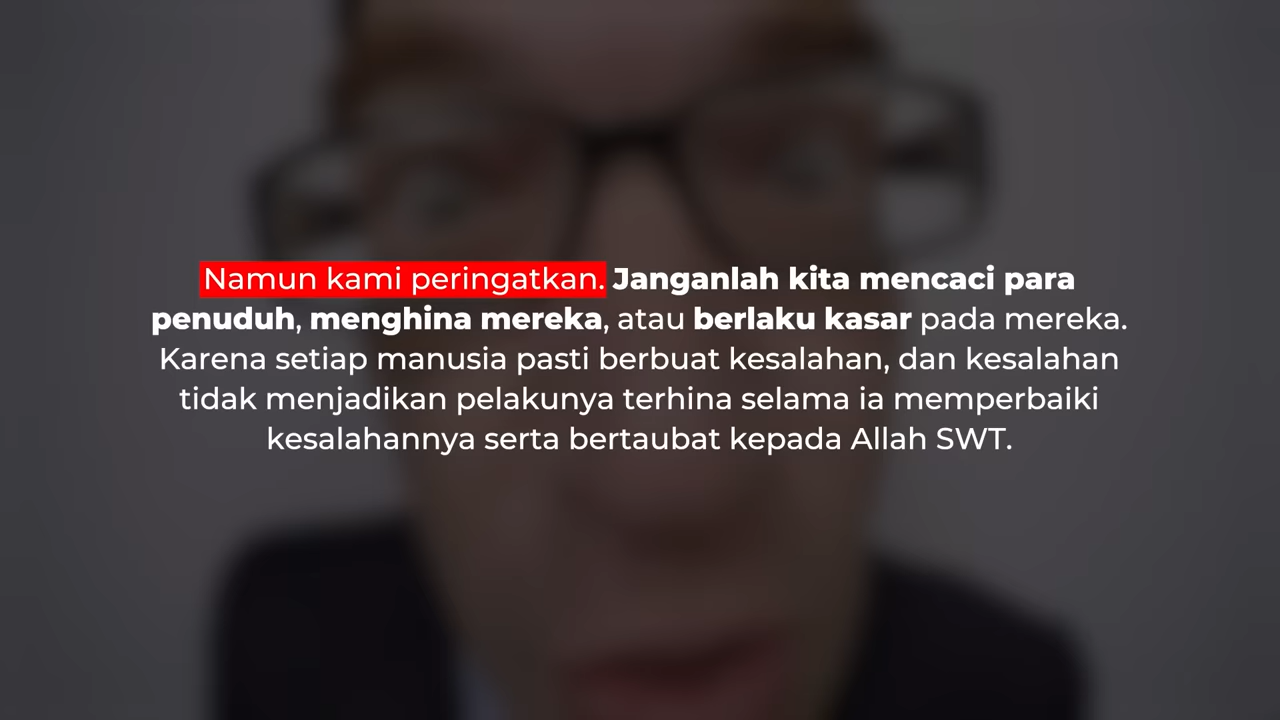 Namun kami peringatkan. Janganlah kita mencaci para
penuduh, menghina mereka, atau berlaku kasar pada mereka.
Karena setiap manusia pasti berbuat kesalahan, dan kesalahan
tidak menjadikan pelakunya terhina selama ia memperbaiki
kesalahannya serta bertaubat kepada Allah SWT.